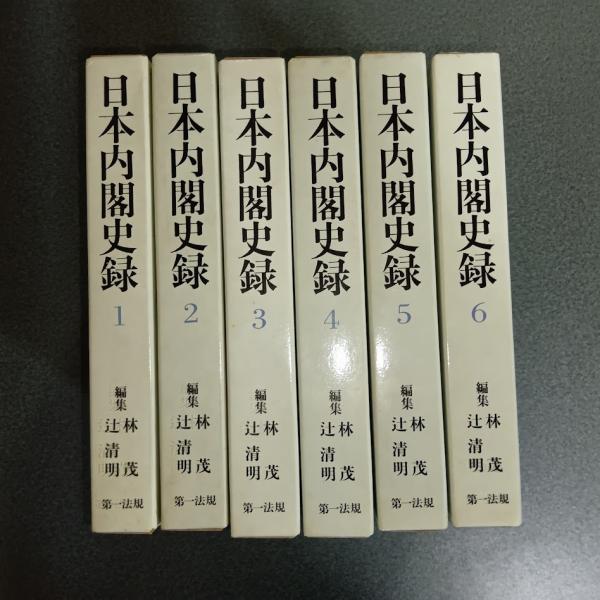 日本内閣史録
1
編集
林茂
辻清明
第一法規
日本内閣史録
2
編集
林茂
辻清明
第一法規
日本内閣史録
3
編集
林茂
辻清明
第一法規
日本内閣史録
4
編集
林茂
辻清明
第一法規
日本内閣史録
5
編集
林茂
辻清明
第一法規
日本内閣史録
6
編集
林茂
辻清明
第一法規